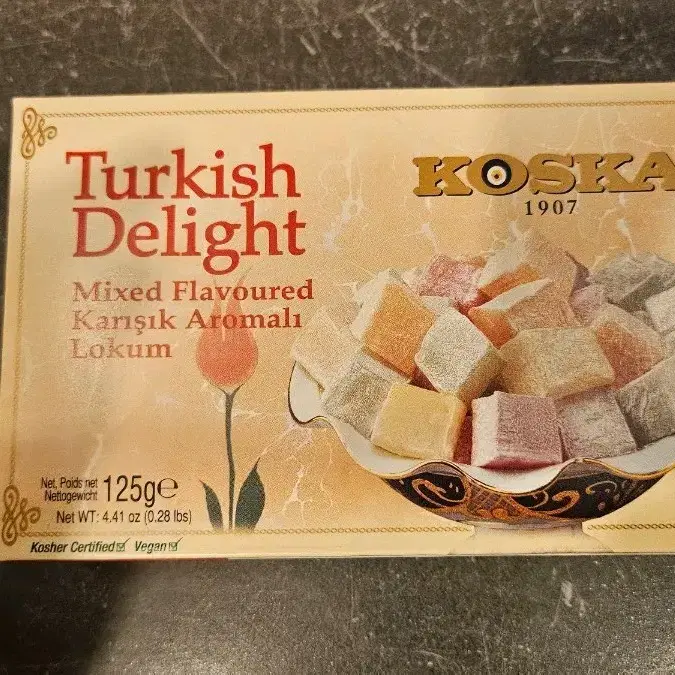 Turkish
Delight
KOSKA
1907
Mixed Flavoured
Karışık Aromalı
Lokum
Net, Poids net
Nettogewicht 125g℮
Net WT: 4.41 oz (0.28 lbs)
Kosher Certified☑ Vegan☑